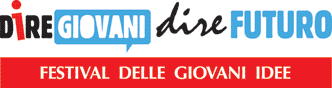 DiRE GIOVANI dire FUTURO
FESTIVAL DELLE GIOVANI IDEE